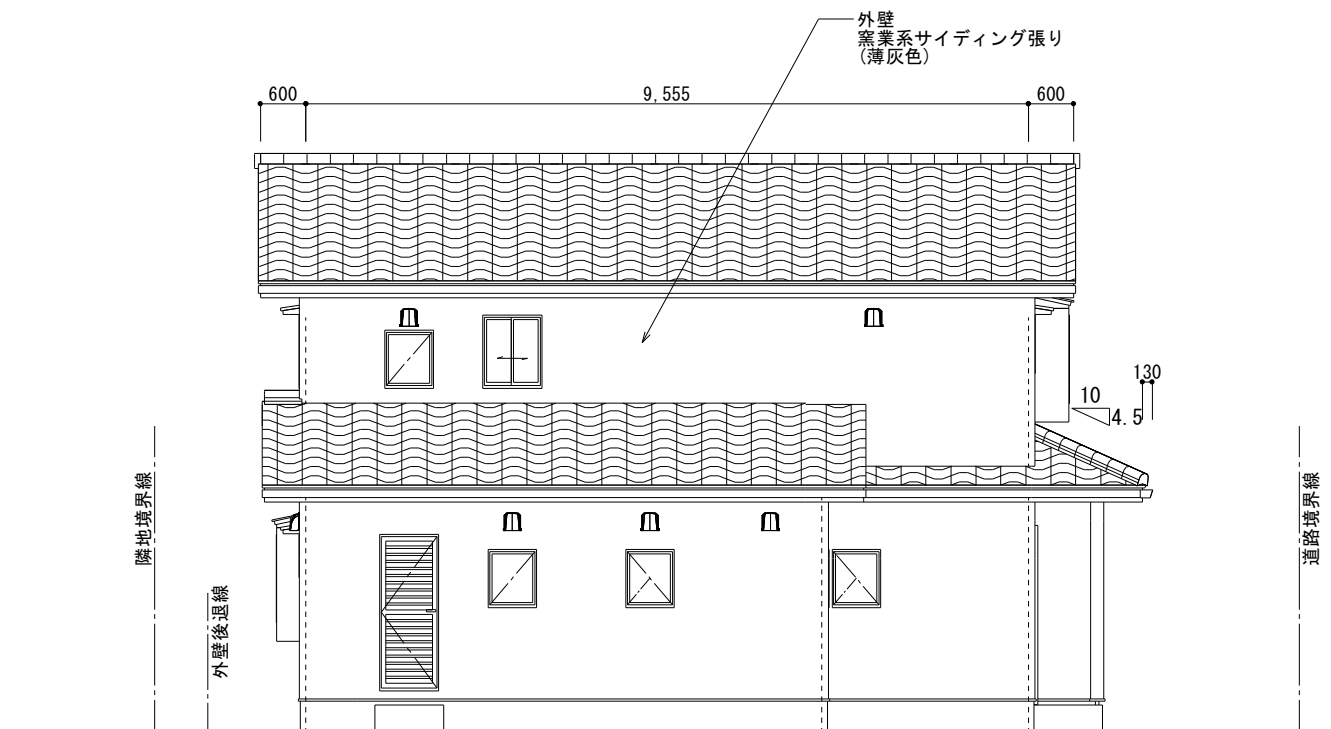 外壁
窯業系サイディング張り
(薄灰色)
600
9,555
600
130
10
4.5
隣地境界線
外壁後退線
道路境界線